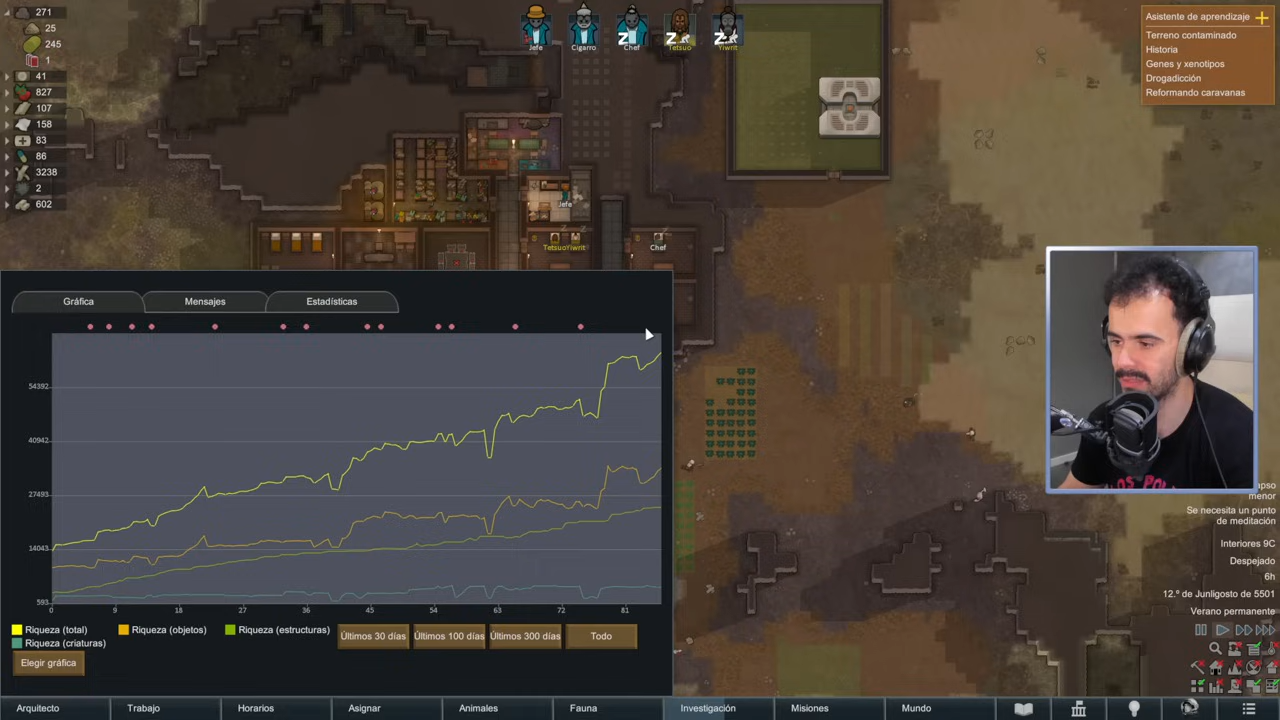 271
25
245
1
41
827
107
158
83
86
3238
2
602
Jefe
Cigarro
Chef
Tetsuo
Yiwrit
Z
Z
Z
Asistente de aprendizaje
Terreno contaminado
Historia
Genes y xenotipos
Drogadicción
Reformando caravanas
Jefe
TetsuoYiwrit
Chef
Gráfica
Mensajes
Estadísticas
54392
40942
27493
14043
593
0
9
18
27
36
45
54
63
72
81
Riqueza (total)
Riqueza (objetos)
Riqueza (estructuras)
Riqueza (criaturas)
Últimos 30 días
Últimos 100 días
Últimos 300 días
Todo
Elegir gráfica
menor
Se necesita un punto
de meditación
Interiores 9C
Despejado
6h
12.º de Junligosto de 5501
Verano permanente
Arquitecto
Trabajo
Horarios
Asignar
Animales
Fauna
Investigación
Misiones
Mundo